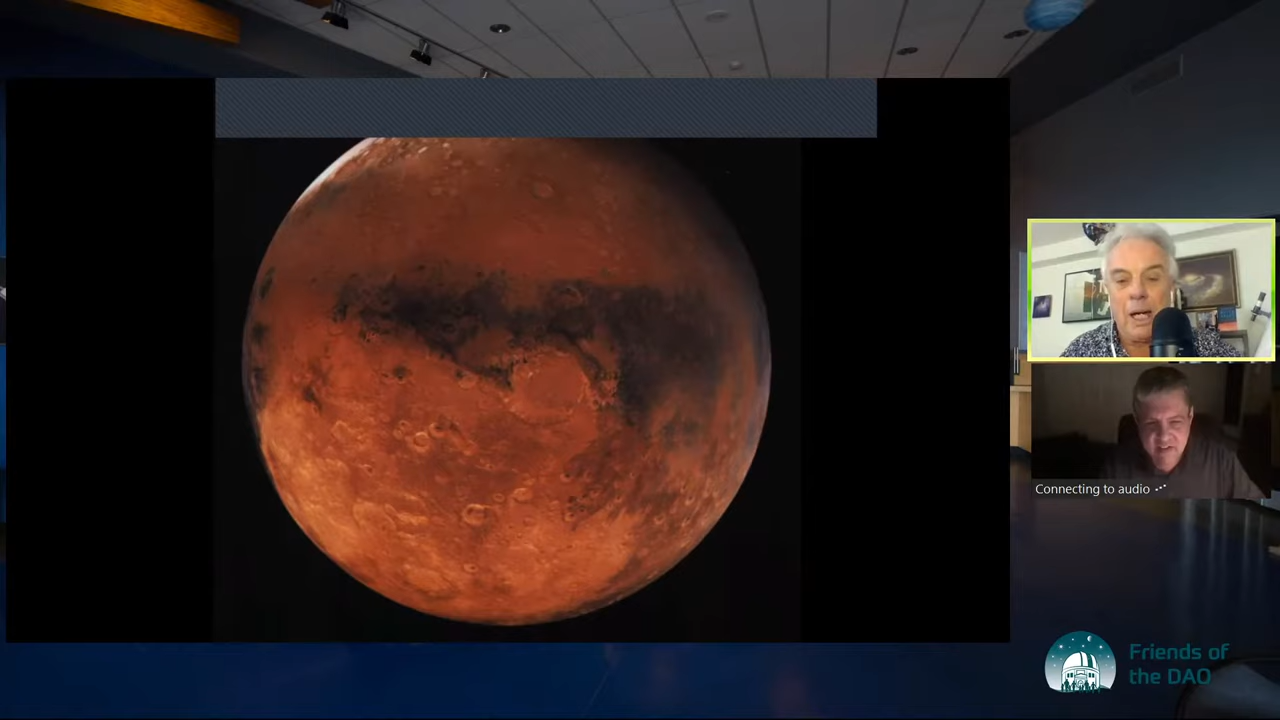 Connecting to audio
Friends of
the DAO